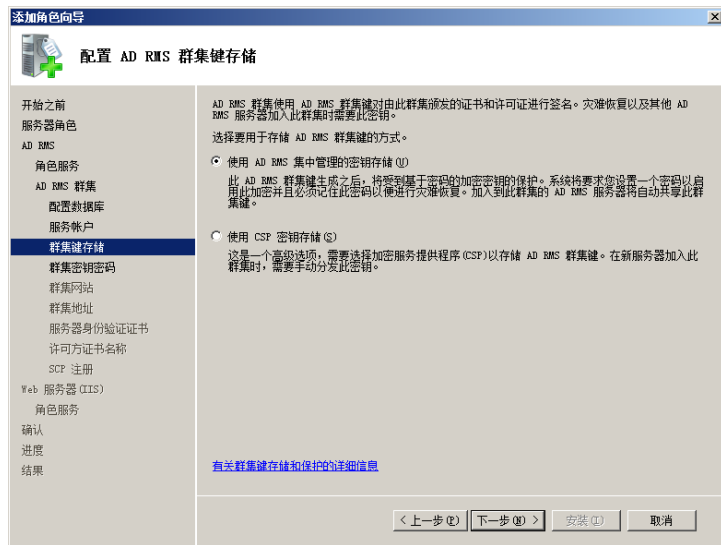 添加角色向导
配置 AD RMS 群集键存储
开始之前
服务器角色
AD RMS
角色服务
AD RMS 群集
配置数据库
服务帐户
群集键存储
群集密钥密码
群集网站
群集地址
服务器身份验证证书
许可方证书名称
SCP 注册
Web 服务器(IIS)
角色服务
确认
进度
结果
AD RMS 群集使用 AD RMS 群集键对由此群集颁发的证书和许可证进行签名。灾难恢复以及其他 AD
RMS 服务器加入此群集时需要此密钥。
选择要用于存储 AD RMS 群集键的方式。
使用 AD RMS 集中管理的密钥存储(U)
此 AD RMS 群集键生成之后，将受到基于密码的加密密钥的保护。系统将要求您设置一个密码以启
用此加密并且必须记住此密码以便进行灾难恢复。加入到此群集的 AD RMS 服务器将自动共享此群
集键。
使用 CSP 密钥存储(S)
这是一个高级选项，需要选择加密服务提供程序(CSP)以存储 AD RMS 群集键。在新服务器加入此
群集时，需要手动分发此密钥。
有关群集键存储和保护的详细信息
< 上一步(P)
下一步(N) >
安装(I)
取消